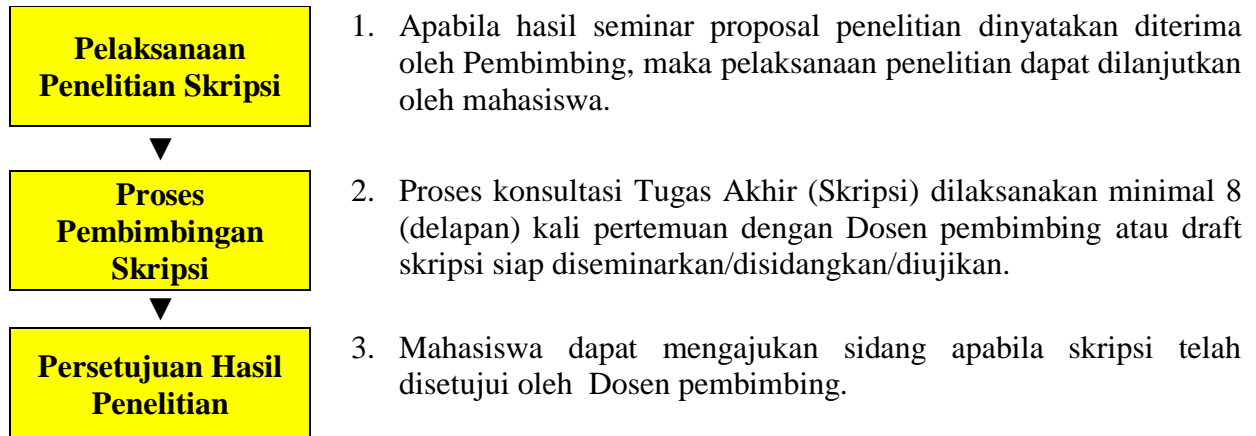 Pelaksanaan
Penelitian Skripsi
1. Apabila hasil seminar proposal penelitian dinyatakan diterima
oleh Pembimbing, maka pelaksanaan penelitian dapat dilanjutkan
oleh mahasiswa.
▼
Proses
Pembimbingan
Skripsi
2. Proses konsultasi Tugas Akhir (Skripsi) dilaksanakan minimal 8
(delapan) kali pertemuan dengan Dosen pembimbing atau draft
skripsi siap diseminarkan/disidangkan/diujikan.
▼
Persetujuan Hasil
Penelitian
3. Mahasiswa dapat mengajukan sidang apabila skripsi telah
disetujui oleh Dosen pembimbing.